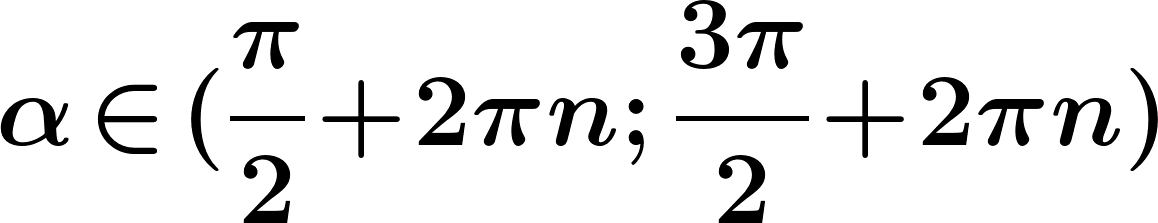 α ∈ (π/2 + 2πn; 3π/2 + 2πn)